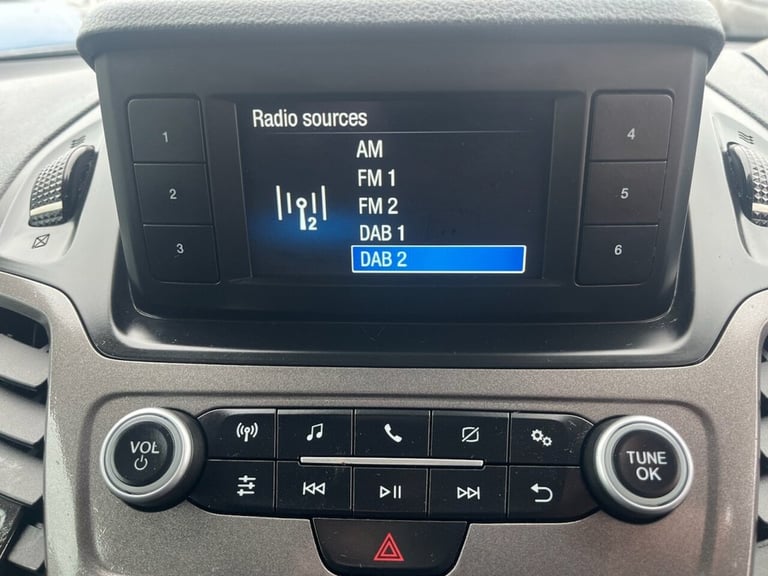 Radio sources
AM
FM 1
FM 2
DAB 1
DAB 2
2
1
2
3
4
5
6
VOL
TUNE
OK